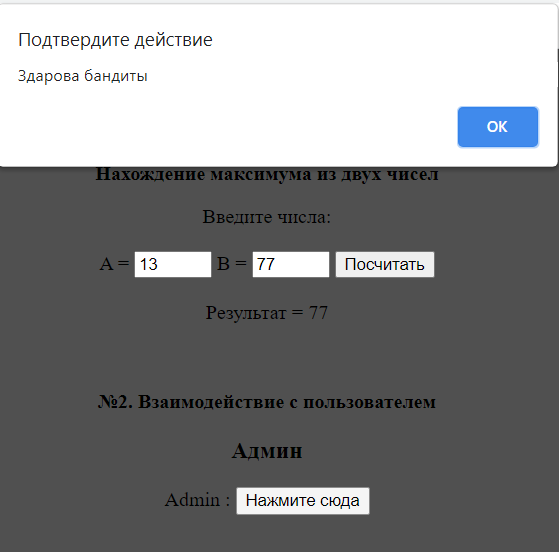 Подтвердите действие
Здарова бандиты
ОК
Нахождение максимума из двух чисел
Введите числа:
A = 13 B = 77 Посчитать
Результат = 77
№2. Взаимодействие с пользователем
Админ
Admin : Нажмите сюда